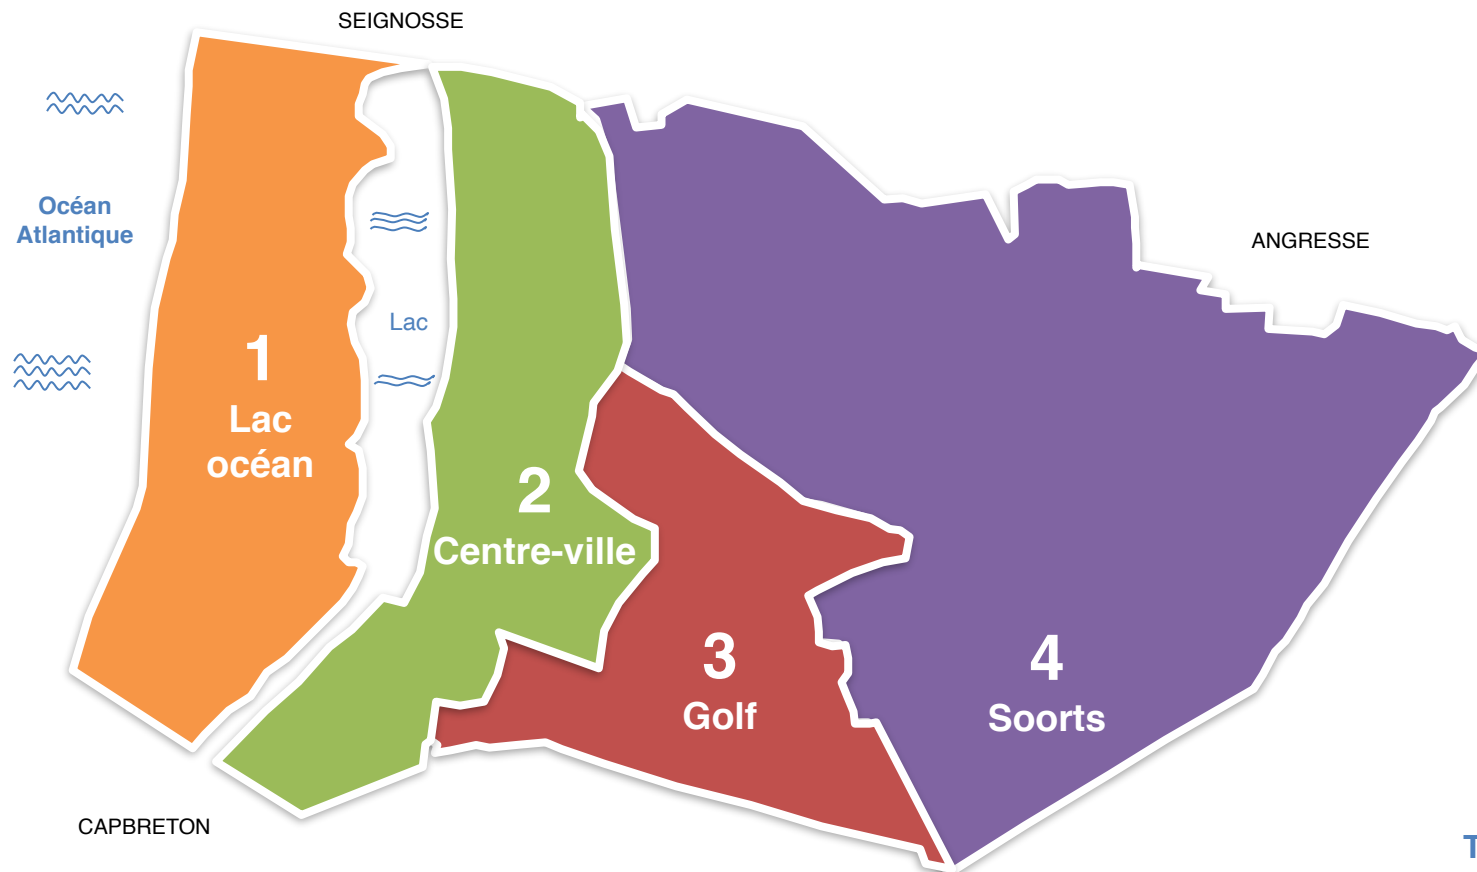 SEIGNOSSE
Océan
Atlantique
ANGRESSE
Lac
1
Lac
océan
2
Centre-ville
3
Golf
4
Soorts
CAPBRETON
T